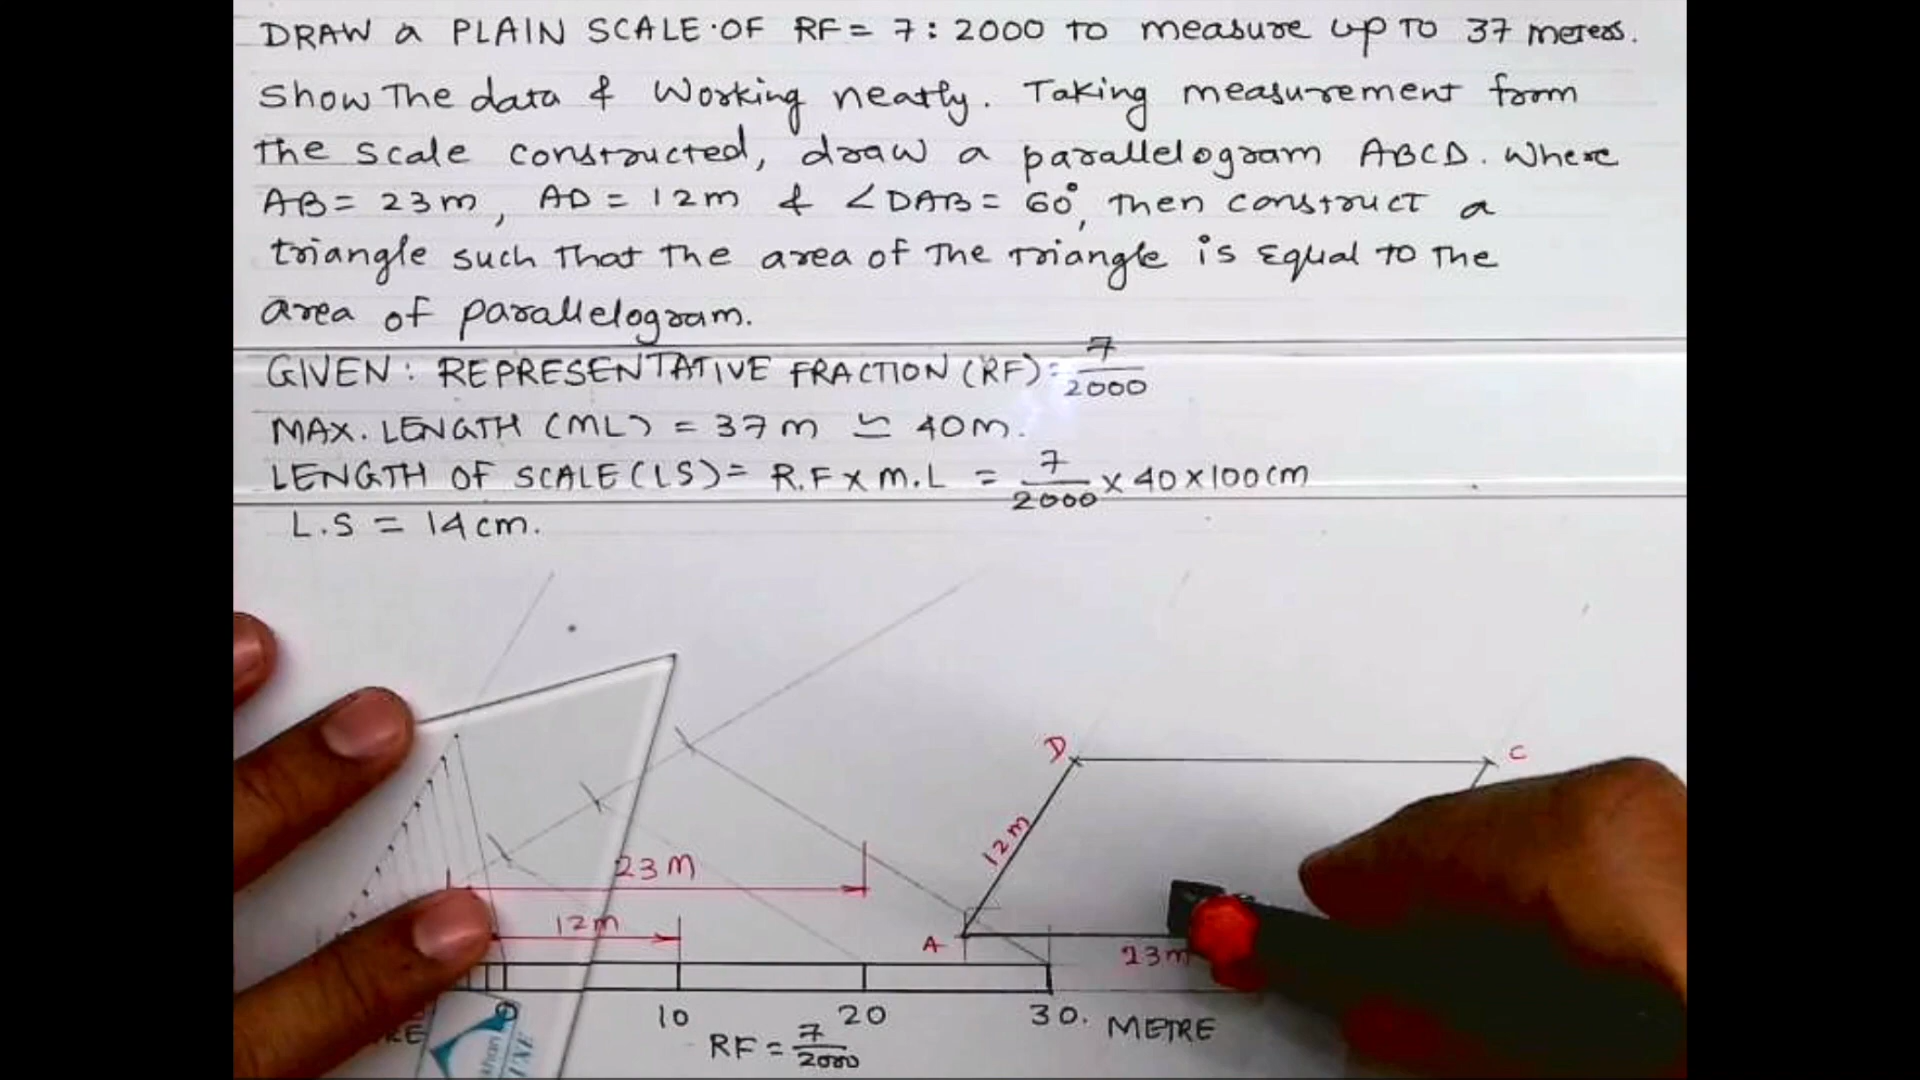 DRAW a PLAIN SCALE OF RF = 7 : 2000 to measure up TO 37 meters.
Show The data & Working neatly. Taking measurement from
the scale constructed, draw a parallelogram ABCD. Where
AB = 23m, AD = 12m & ∠DAB = 60°, Then construct a
triangle such That the area of The Triangle is Equal to The
area of parallelogram.
GIVEN: REPRESENTATIVE FRACTION (RF) = 7/2000
MAX. LENGTH (ML) = 37m ≃ 40m.
LENGTH OF SCALE (LS) = R.F × M.L = 7/2000 × 40 × 100 cm
L.S = 14 cm.
D
C
12m
23M
12m
A
23m
0
10
20
30.
METRE
RF = 7/2000